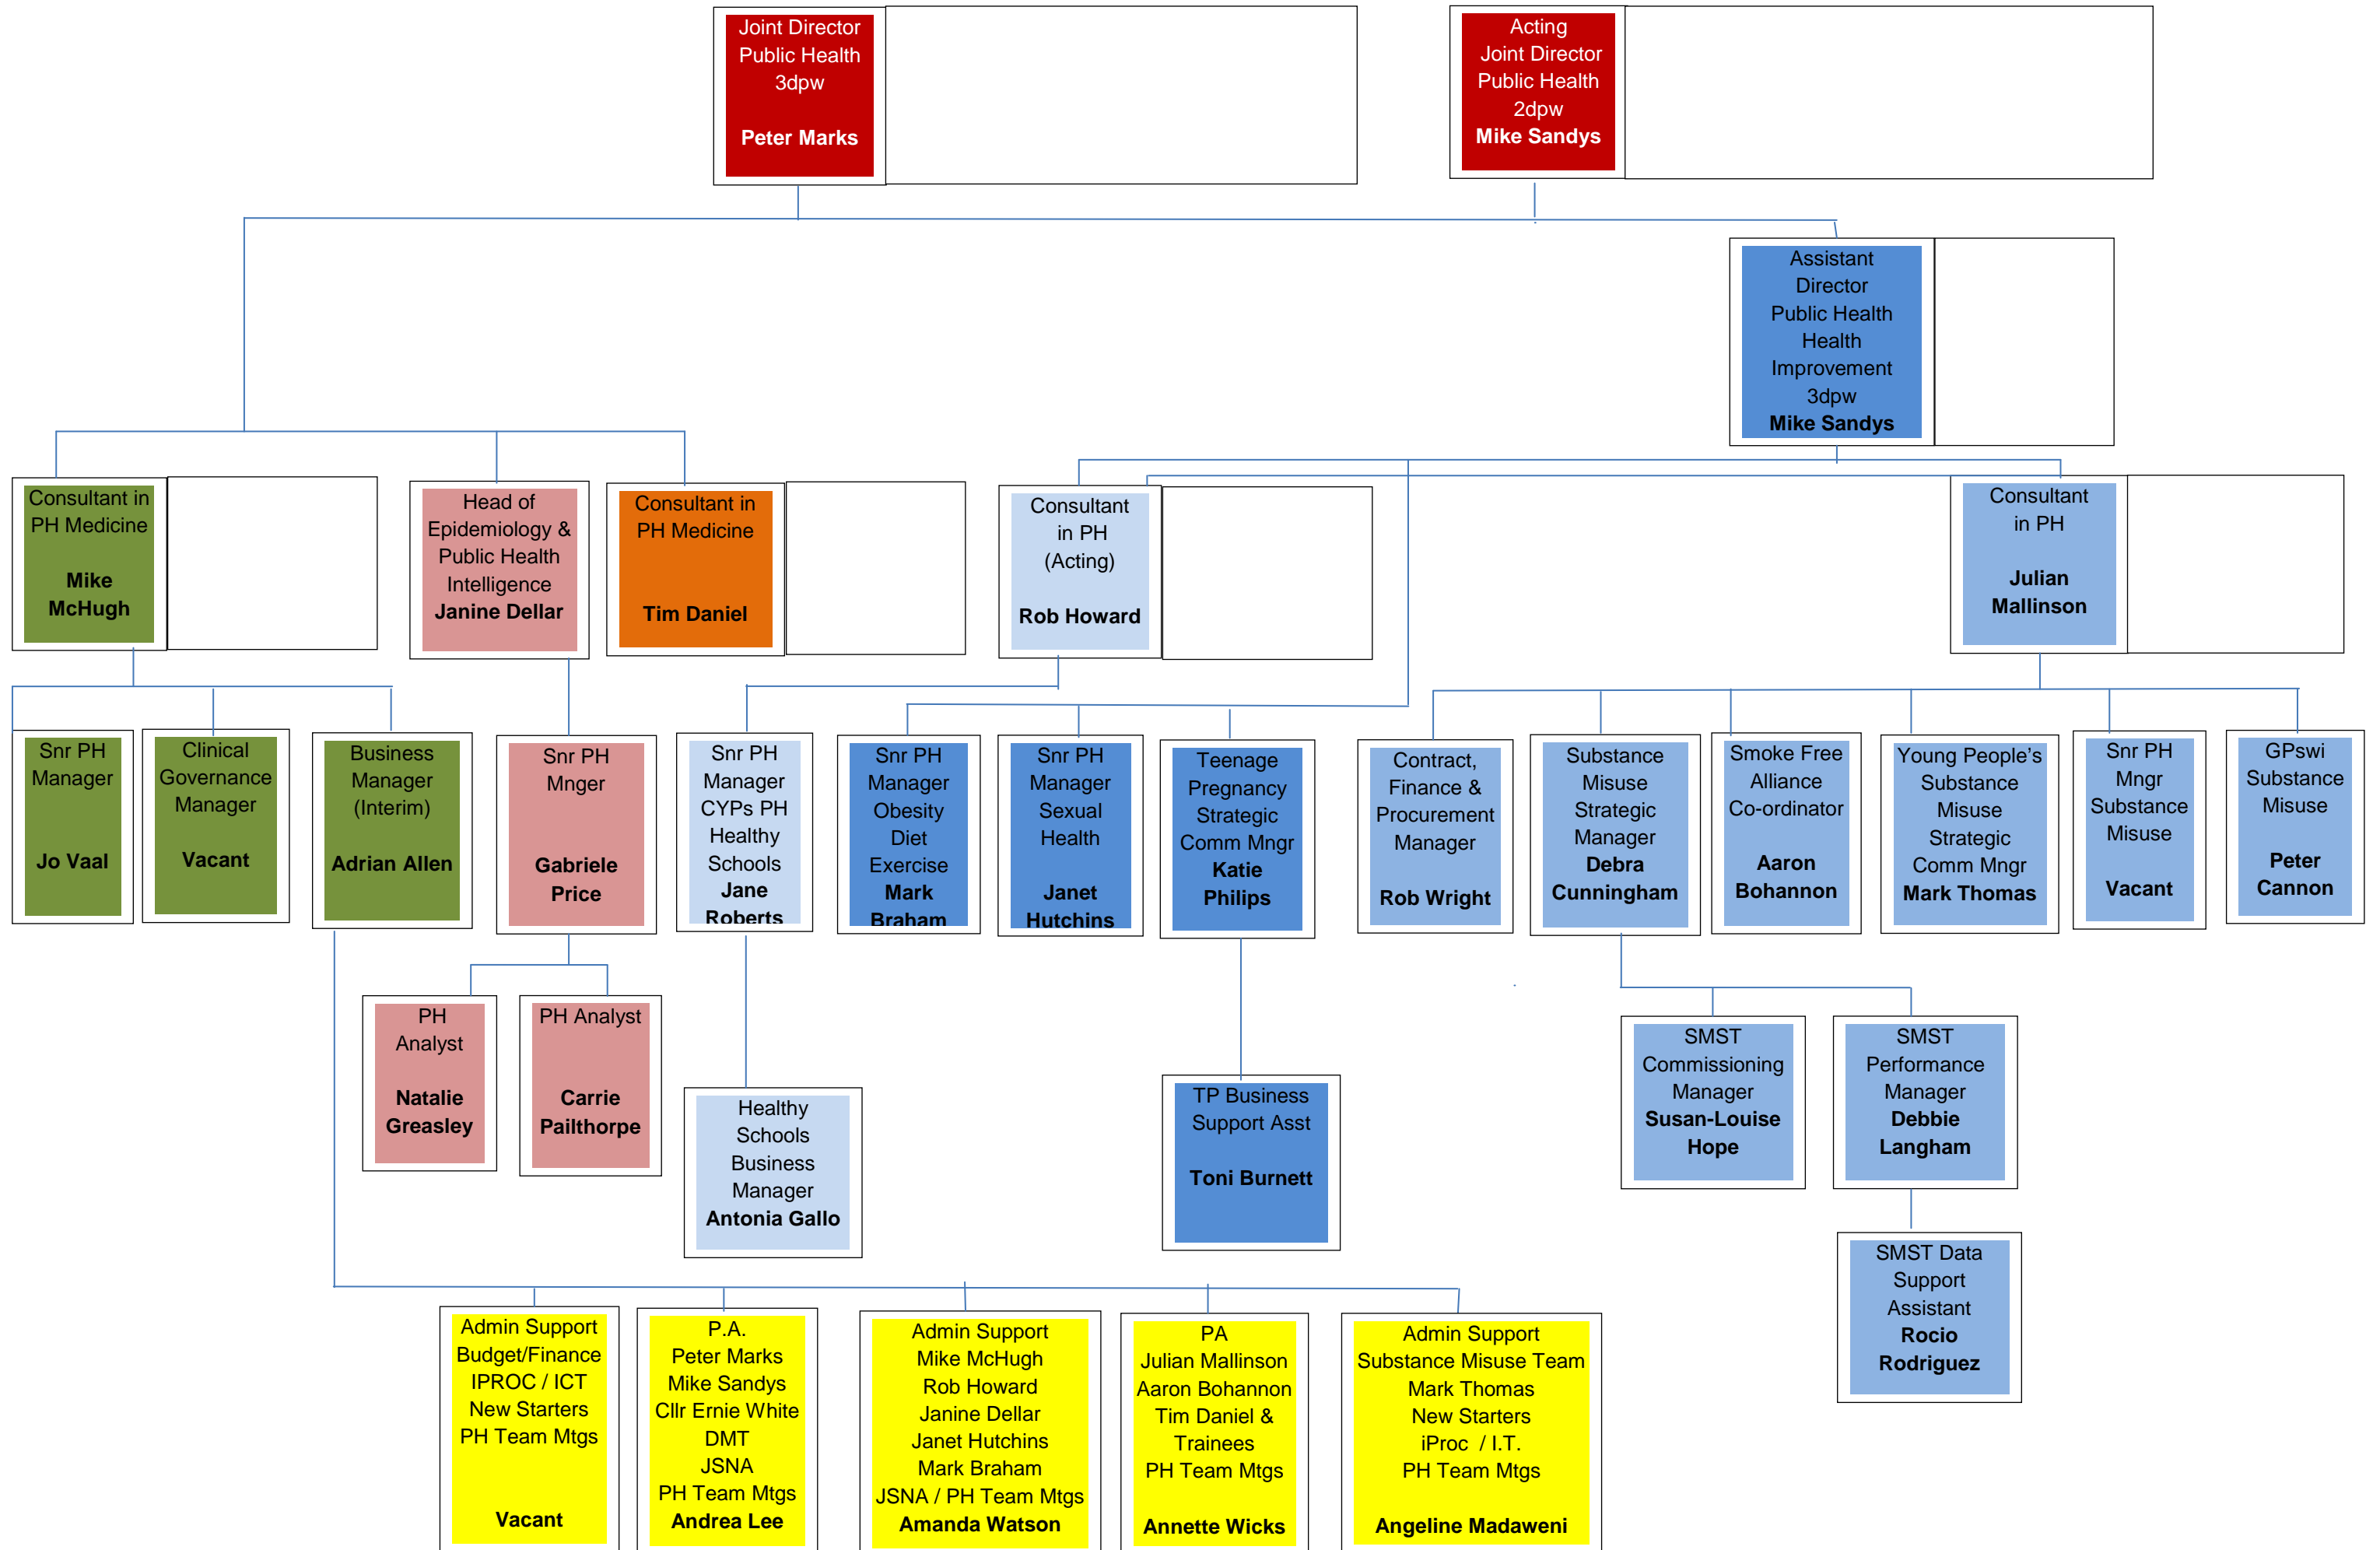 Joint Director
Public Health
3dpw
Peter Marks
Acting
Joint Director
Public Health
2dpw
Mike Sandys
Assistant
Director
Public Health
Health
Improvement
3dpw
Mike Sandys
Consultant in
PH Medicine
Mike
McHugh
Head of
Epidemiology &
Public Health
Intelligence
Janine Dellar
Consultant in
PH Medicine
Tim Daniel
Consultant
in PH
(Acting)
Rob Howard
Consultant
in PH
Julian
Mallinson
Snr PH
Manager
Jo Vaal
Clinical
Governance
Manager
Vacant
Business
Manager
(Interim)
Adrian Allen
Snr PH
Mnger
Gabriele
Price
Snr PH
Manager
CYPs PH
Healthy
Schools
Jane
Roberts
Snr PH
Manager
Obesity
Diet
Exercise
Mark
Braham
Snr PH
Manager
Sexual
Health
Janet
Hutchins
Teenage
Pregnancy
Strategic
Comm Mngr
Katie
Philips
Contract,
Finance &
Procurement
Manager
Rob Wright
Substance
Misuse
Strategic
Manager
Debra
Cunningham
Smoke Free
Alliance
Co-ordinator
Aaron
Bohannon
Young People's
Substance
Misuse
Strategic
Comm Mngr
Mark Thomas
Snr PH
Mngr
Substance
Misuse
Vacant
GPswi
Substance
Misuse
Peter
Cannon
PH
Analyst
Natalie
Greasley
PH Analyst
Carrie
Pailthorpe
Healthy
Schools
Business
Manager
Antonia Gallo
TP Business
Support Asst
Toni Burnett
SMST
Commissioning
Manager
Susan-Louise
Hope
SMST
Performance
Manager
Debbie
Langham
SMST Data
Support
Assistant
Rocio
Rodriguez
Admin Support
Budget/Finance
IPROC / ICT
New Starters
PH Team Mtgs
Vacant
P.A.
Peter Marks
Mike Sandys
Cllr Ernie White
DMT
JSNA
PH Team Mtgs
Andrea Lee
Admin Support
Mike McHugh
Rob Howard
Janine Dellar
Janet Hutchins
Mark Braham
JSNA / PH Team Mtgs
Amanda Watson
PA
Julian Mallinson
Aaron Bohannon
Tim Daniel &
Trainees
PH Team Mtgs
Annette Wicks
Admin Support
Substance Misuse Team
Mark Thomas
New Starters
iProc / I.T.
PH Team Mtgs
Angeline Madaweni